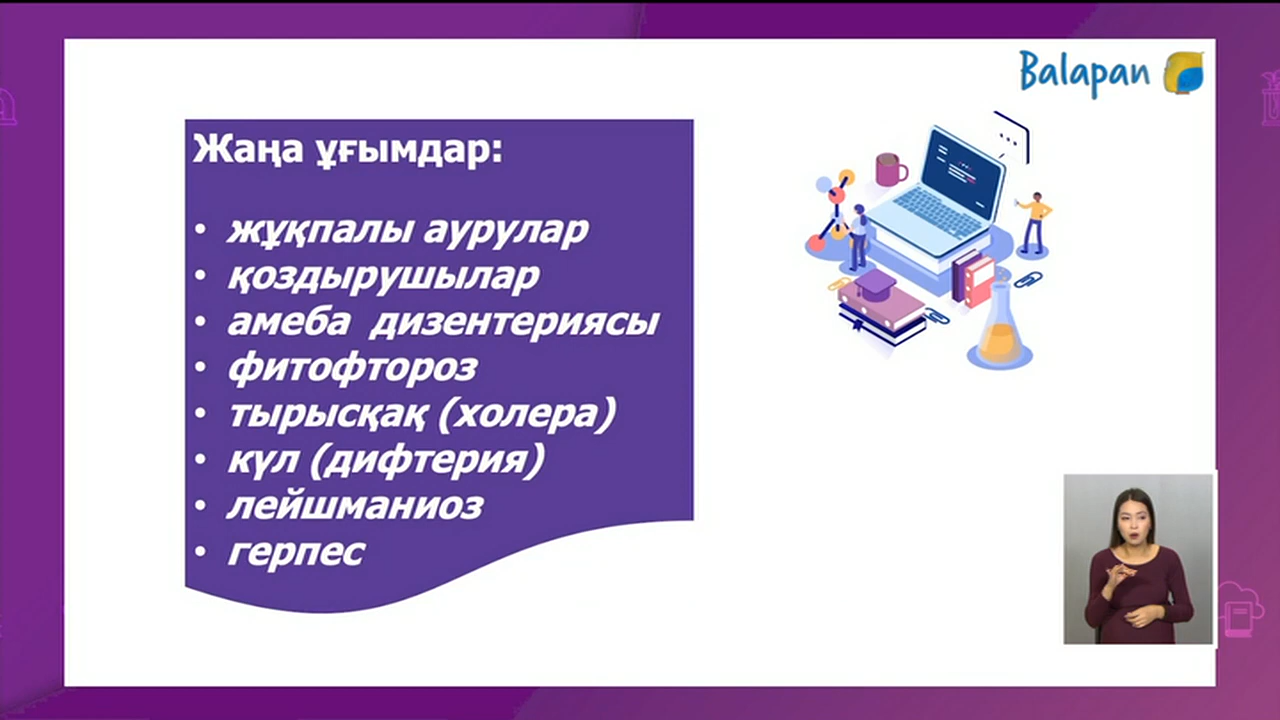 Balapan
Жаңа ұғымдар:
• жұқпалы аурулар
• қоздырушылар
• амеба дизентериясы
• фитофтороз
• тырысқақ (холера)
• күл (дифтерия)
• лейшманиоз
• герпес